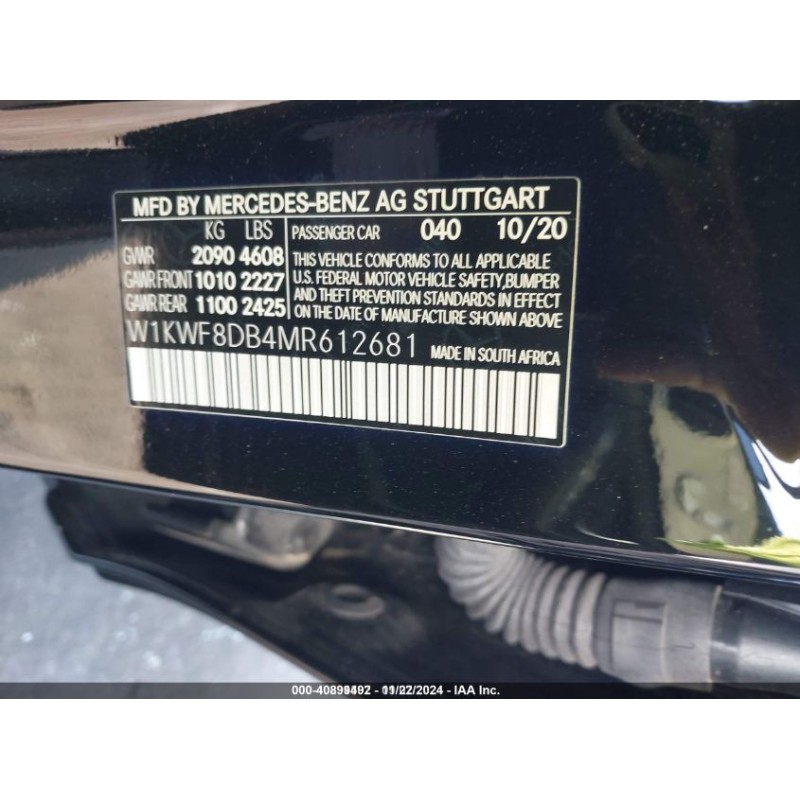 MFD BY MERCEDES-BENZ AG STUTTGART
KG LBS
GVWR 2090 4608
GAWR FRONT 1010 2227
GAWR REAR 1100 2425
PASSENGER CAR 040 10/20
THIS VEHICLE CONFORMS TO ALL APPLICABLE
U.S. FEDERAL MOTOR VEHICLE SAFETY,BUMPER
AND THEFT PREVENTION STANDARDS IN EFFECT
ON THE DATE OF MANUFACTURE SHOWN ABOVE
W1KWF8DB4MR612681 MADE IN SOUTH AFRICA
- IAA Inc.